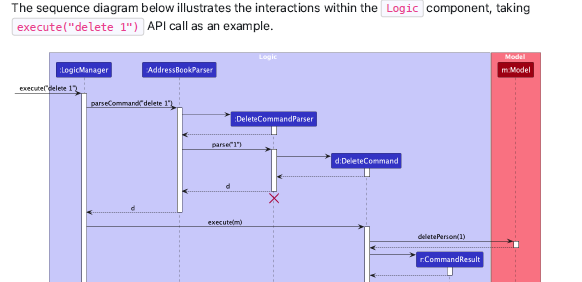 The sequence diagram below illustrates the interactions within the Logic component, taking
execute("delete 1") API call as an example.
Logic
Model
:LogicManager
:AddressBookParser
m:Model
execute("delete 1")
parseCommand("delete 1")
:DeleteCommandParser
parse("1")
d:DeleteCommand
d
d
execute(m)
deletePerson(1)
r:CommandResult